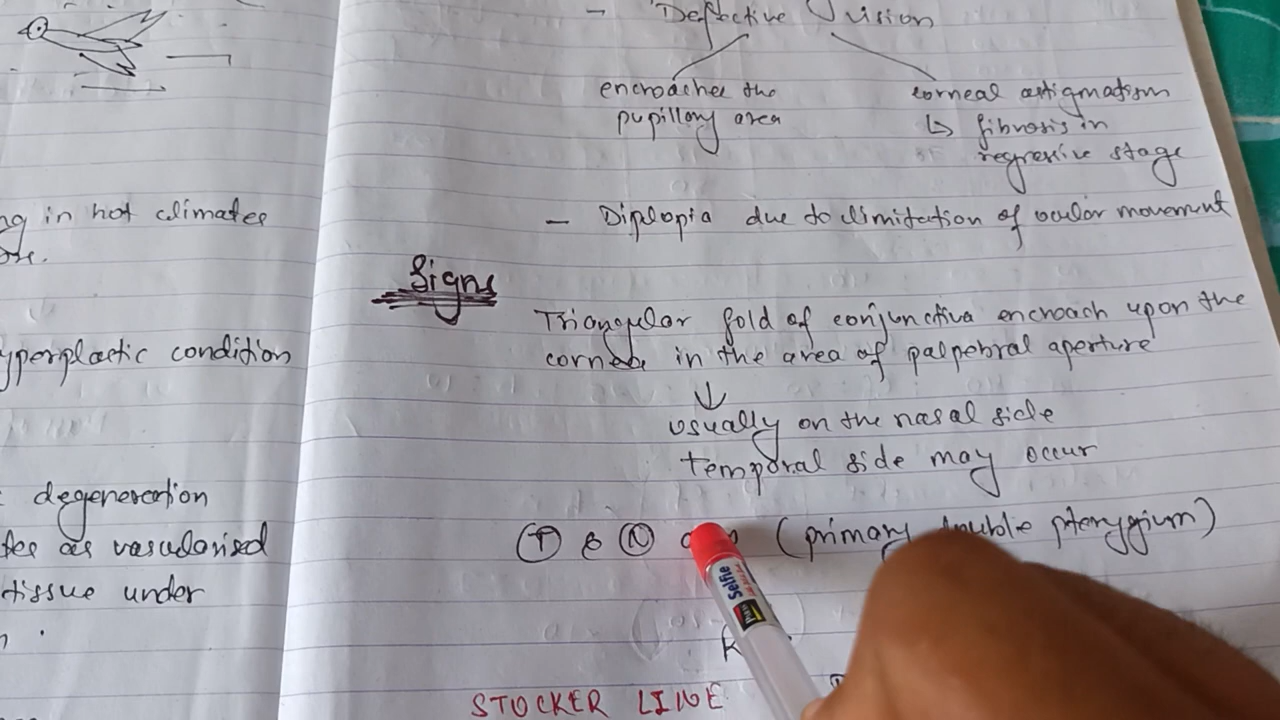 ng in hot climates
yperplastic condition
degeneration
as vascularised
tissue under
- Defective vision
encroaches the
pupillary area
corneal astigmatism
↳ fibrosis in
regressive stage
- Diplopia due to limitation of ocular movement
Signs
Triangular fold of conjunctiva encroach upon the
cornea in the area of palpebral aperture
↓
usually on the nasal side
temporal side may occur
T & N (primary double pterygium)
STOCKER LINE
Selfie